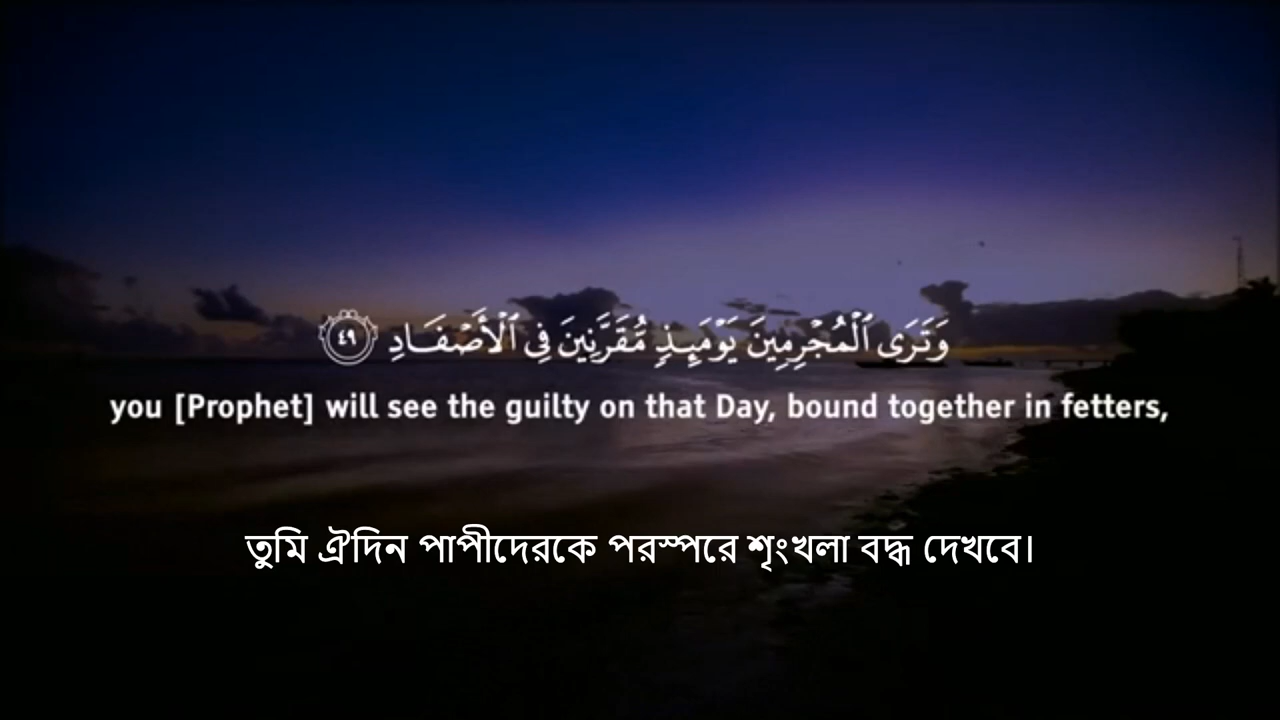 وَتَرَى ٱلْمُجْرِمِينَ يَوْمَئِذٍ مُّقَرَّنِينَ فِى ٱلْأَصْفَادِ ٤٩
you [Prophet] will see the guilty on that Day, bound together in fetters,
তুমি ঐদিন পাপীদেরকে পরস্পরে শৃংখলা বদ্ধ দেখবে।